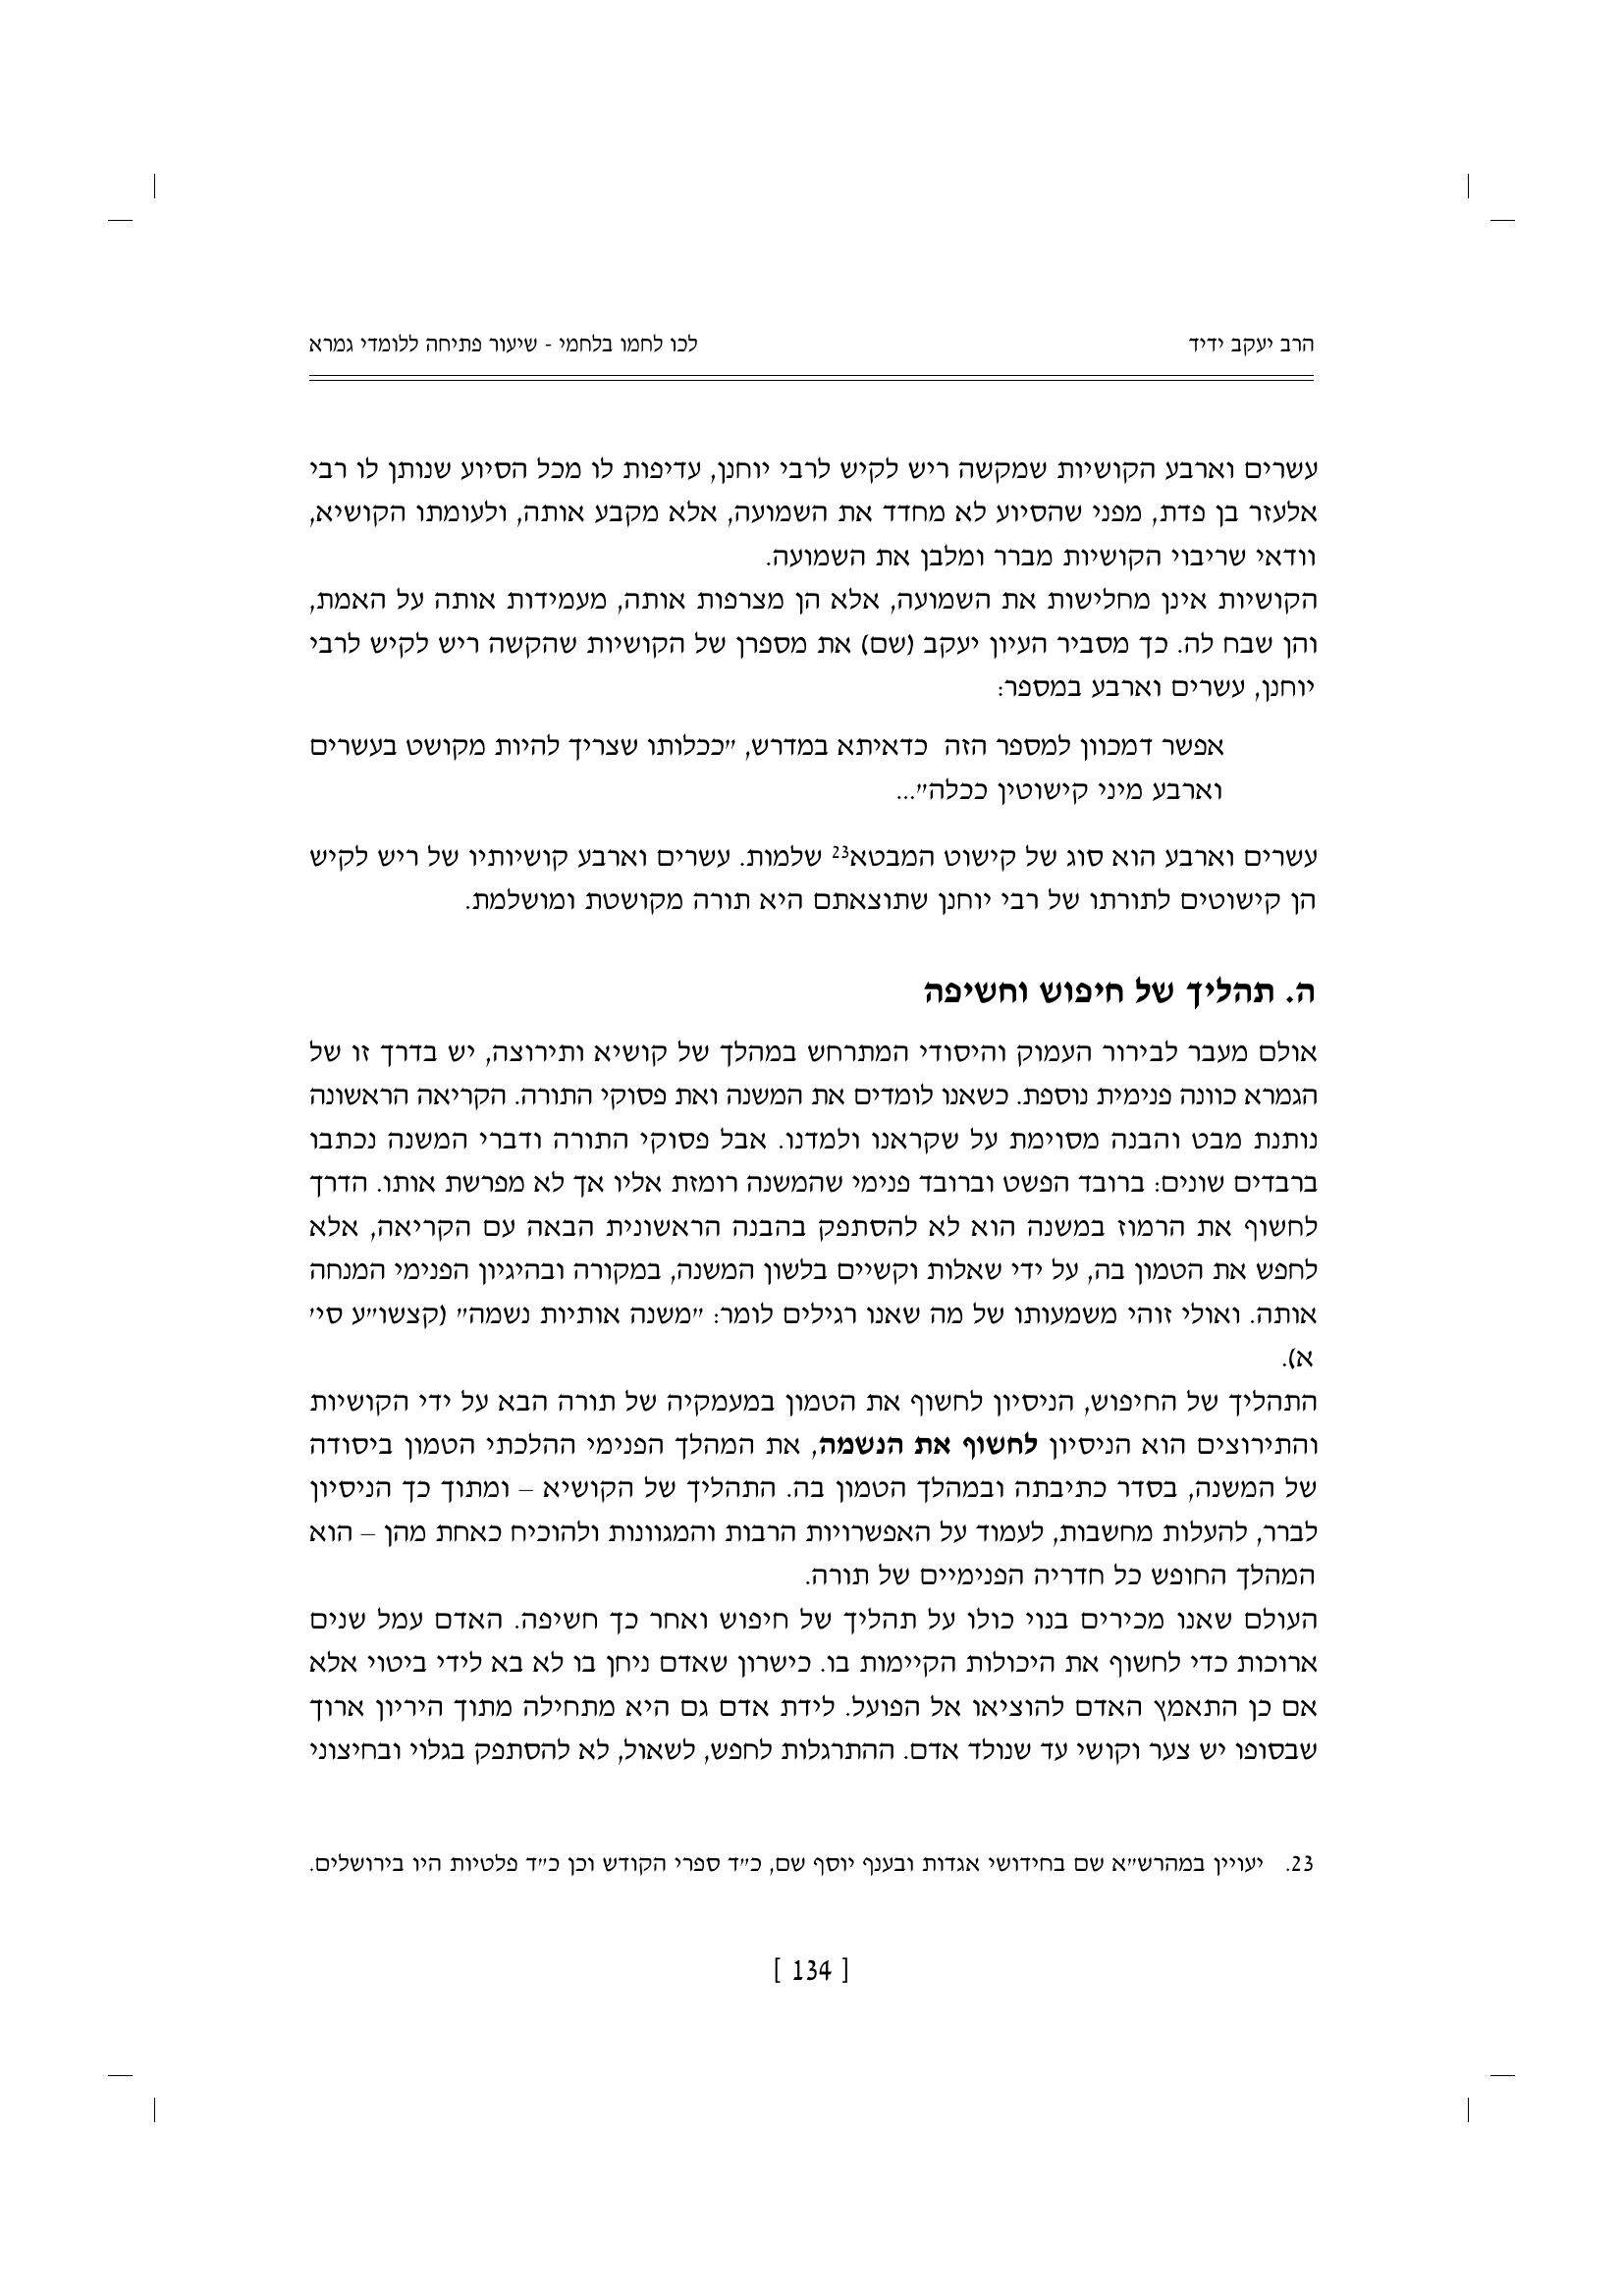 הרב יעקב ידיד
לכו לחמו בלחמי - שיעור פתיחה ללומדי גמרא
עשרים וארבע הקושיות שמקשה ריש לקיש לרבי יוחנן, עדיפות לו מכל הסיוע שנותן לו רבי
אלעזר בן פדת, מפני שהסיוע לא מחדד את השמועה, אלא מקבע אותה, ולעומתו הקושיא,
וודאי שריבוי הקושיות מברר ומלבן את השמועה.
הקושיות אינן מחלישות את השמועה, אלא הן מצרפות אותה, מעמידות אותה על האמת,
והן שבח לה. כך מסביר העיון יעקב (שם) את מספרן של הקושיות שהקשה ריש לקיש לרבי
יוחנן, עשרים וארבע במספר:
אפשר דמכוון למספר הזה כדאיתא במדרש, "ככלותו שצריך להיות מקושט בעשרים
וארבע מיני קישוטין ככלה"...
עשרים וארבע הוא סוג של קישוט המבטא23 שלמות. עשרים וארבע קושיותיו של ריש לקיש
הן קישוטים לתורתו של רבי יוחנן שתוצאתם היא תורה מקושטת ומושלמת.
ה. תהליך של חיפוש וחשיפה
אולם מעבר לבירור העמוק והיסודי המתרחש במהלך של קושיא ותירוצה, יש בדרך זו של
הגמרא כוונה פנימית נוספת. כשאנו לומדים את המשנה ואת פסוקי התורה. הקריאה הראשונה
נותנת מבט והבנה מסוימת על שקראנו ולמדנו. אבל פסוקי התורה ודברי המשנה נכתבו
ברבדים שונים: ברובד הפשט וברובד פנימי שהמשנה רומזת אליו אך לא מפרשת אותו. הדרך
לחשוף את הרמוז במשנה הוא לא להסתפק בהבנה הראשונית הבאה עם הקריאה, אלא
לחפש את הטמון בה, על ידי שאלות וקשיים בלשון המשנה, במקורה ובהיגיון הפנימי המנחה
אותה. ואולי זוהי משמעותו של מה שאנו רגילים לומר: "משנה אותיות נשמה" (קצשו"ע סי'
א).
התהליך של החיפוש, הניסיון לחשוף את הטמון במעמקיה של תורה הבא על ידי הקושיות
והתירוצים הוא הניסיון לחשוף את הנשמה, את המהלך הפנימי ההלכתי הטמון ביסודה
של המשנה, בסדר כתיבתה ובמהלך הטמון בה. התהליך של הקושיא – ומתוך כך הניסיון
לברר, להעלות מחשבות, לעמוד על האפשרויות הרבות והמגוונות ולהוכיח כאחת מהן – הוא
המהלך החופש כל חדריה הפנימיים של תורה.
העולם שאנו מכירים בנוי כולו על תהליך של חיפוש ואחר כך חשיפה. האדם עמל שנים
ארוכות כדי לחשוף את היכולות הקיימות בו. כישרון שאדם ניחן בו לא בא לידי ביטוי אלא
אם כן התאמץ האדם להוציאו אל הפועל. לידת אדם גם היא מתחילה מתוך היריון ארוך
שבסופו יש צער וקושי עד שנולד אדם. ההתרגלות לחפש, לשאול, לא להסתפק בגלוי ובחיצוני
23. יעויין במהרש"א שם בחידושי אגדות ובענף יוסף שם, כ"ד ספרי הקודש וכן כ"ד פלטיות היו בירושלים.
[ 134 ]